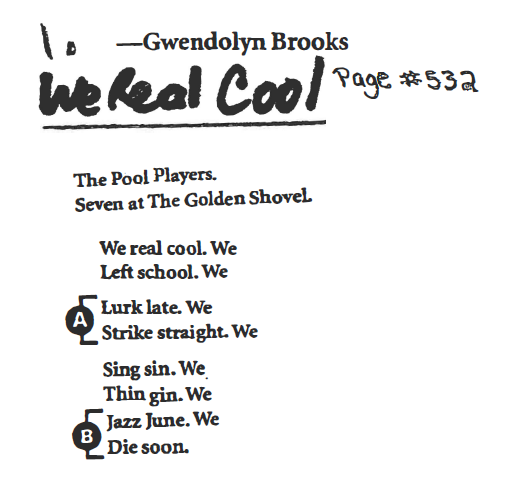 1. —Gwendolyn Brooks
We Real Cool Page #532
The Pool Players.
Seven at The Golden Shovel.
We real cool. We
Left school. We
A Lurk late. We
Strike straight. We
Sing sin. We
Thin gin. We
B Jazz June. We
Die soon.